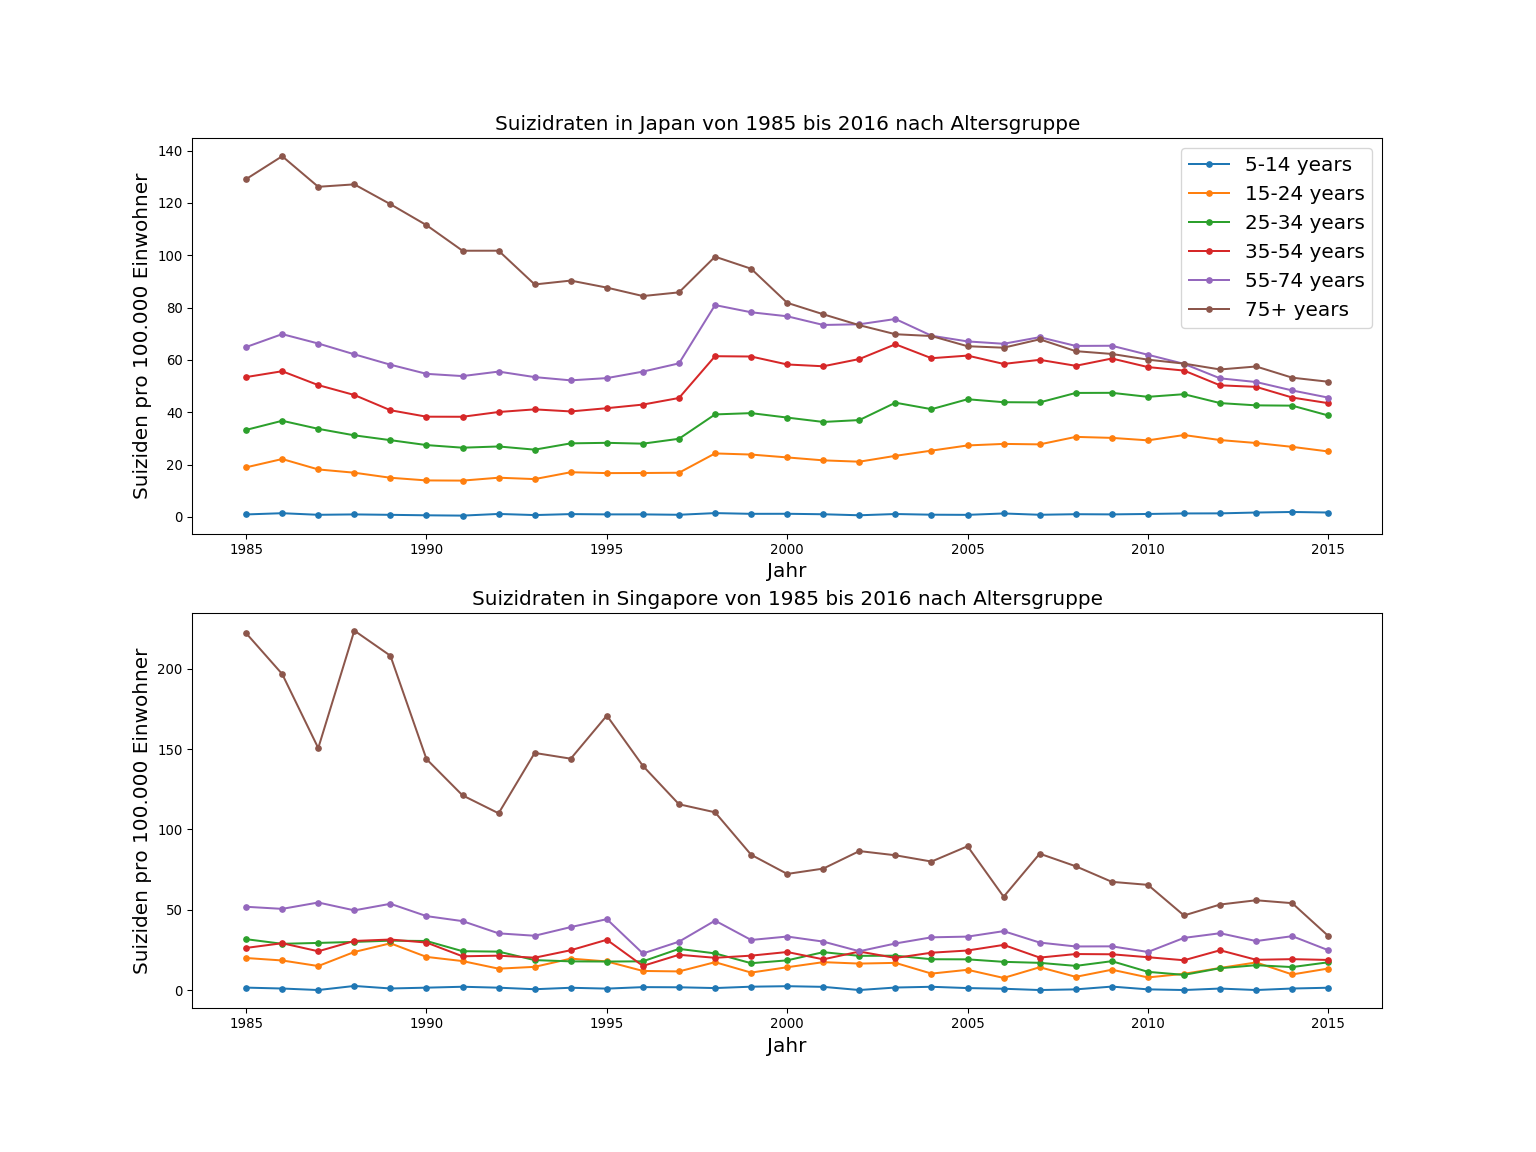 Suizidraten in Japan von 1985 bis 2016 nach Altersgruppe
Suiziden pro 100.000 Einwohner
140
120
100
80
60
40
20
0
5-14 years
15-24 years
25-34 years
35-54 years
55-74 years
75+ years
1985 1990 1995 2000 2005 2010 2015
Jahr
Suizidraten in Singapore von 1985 bis 2016 nach Altersgruppe
Suiziden pro 100.000 Einwohner
200
150
100
50
0
1985 1990 1995 2000 2005 2010 2015
Jahr